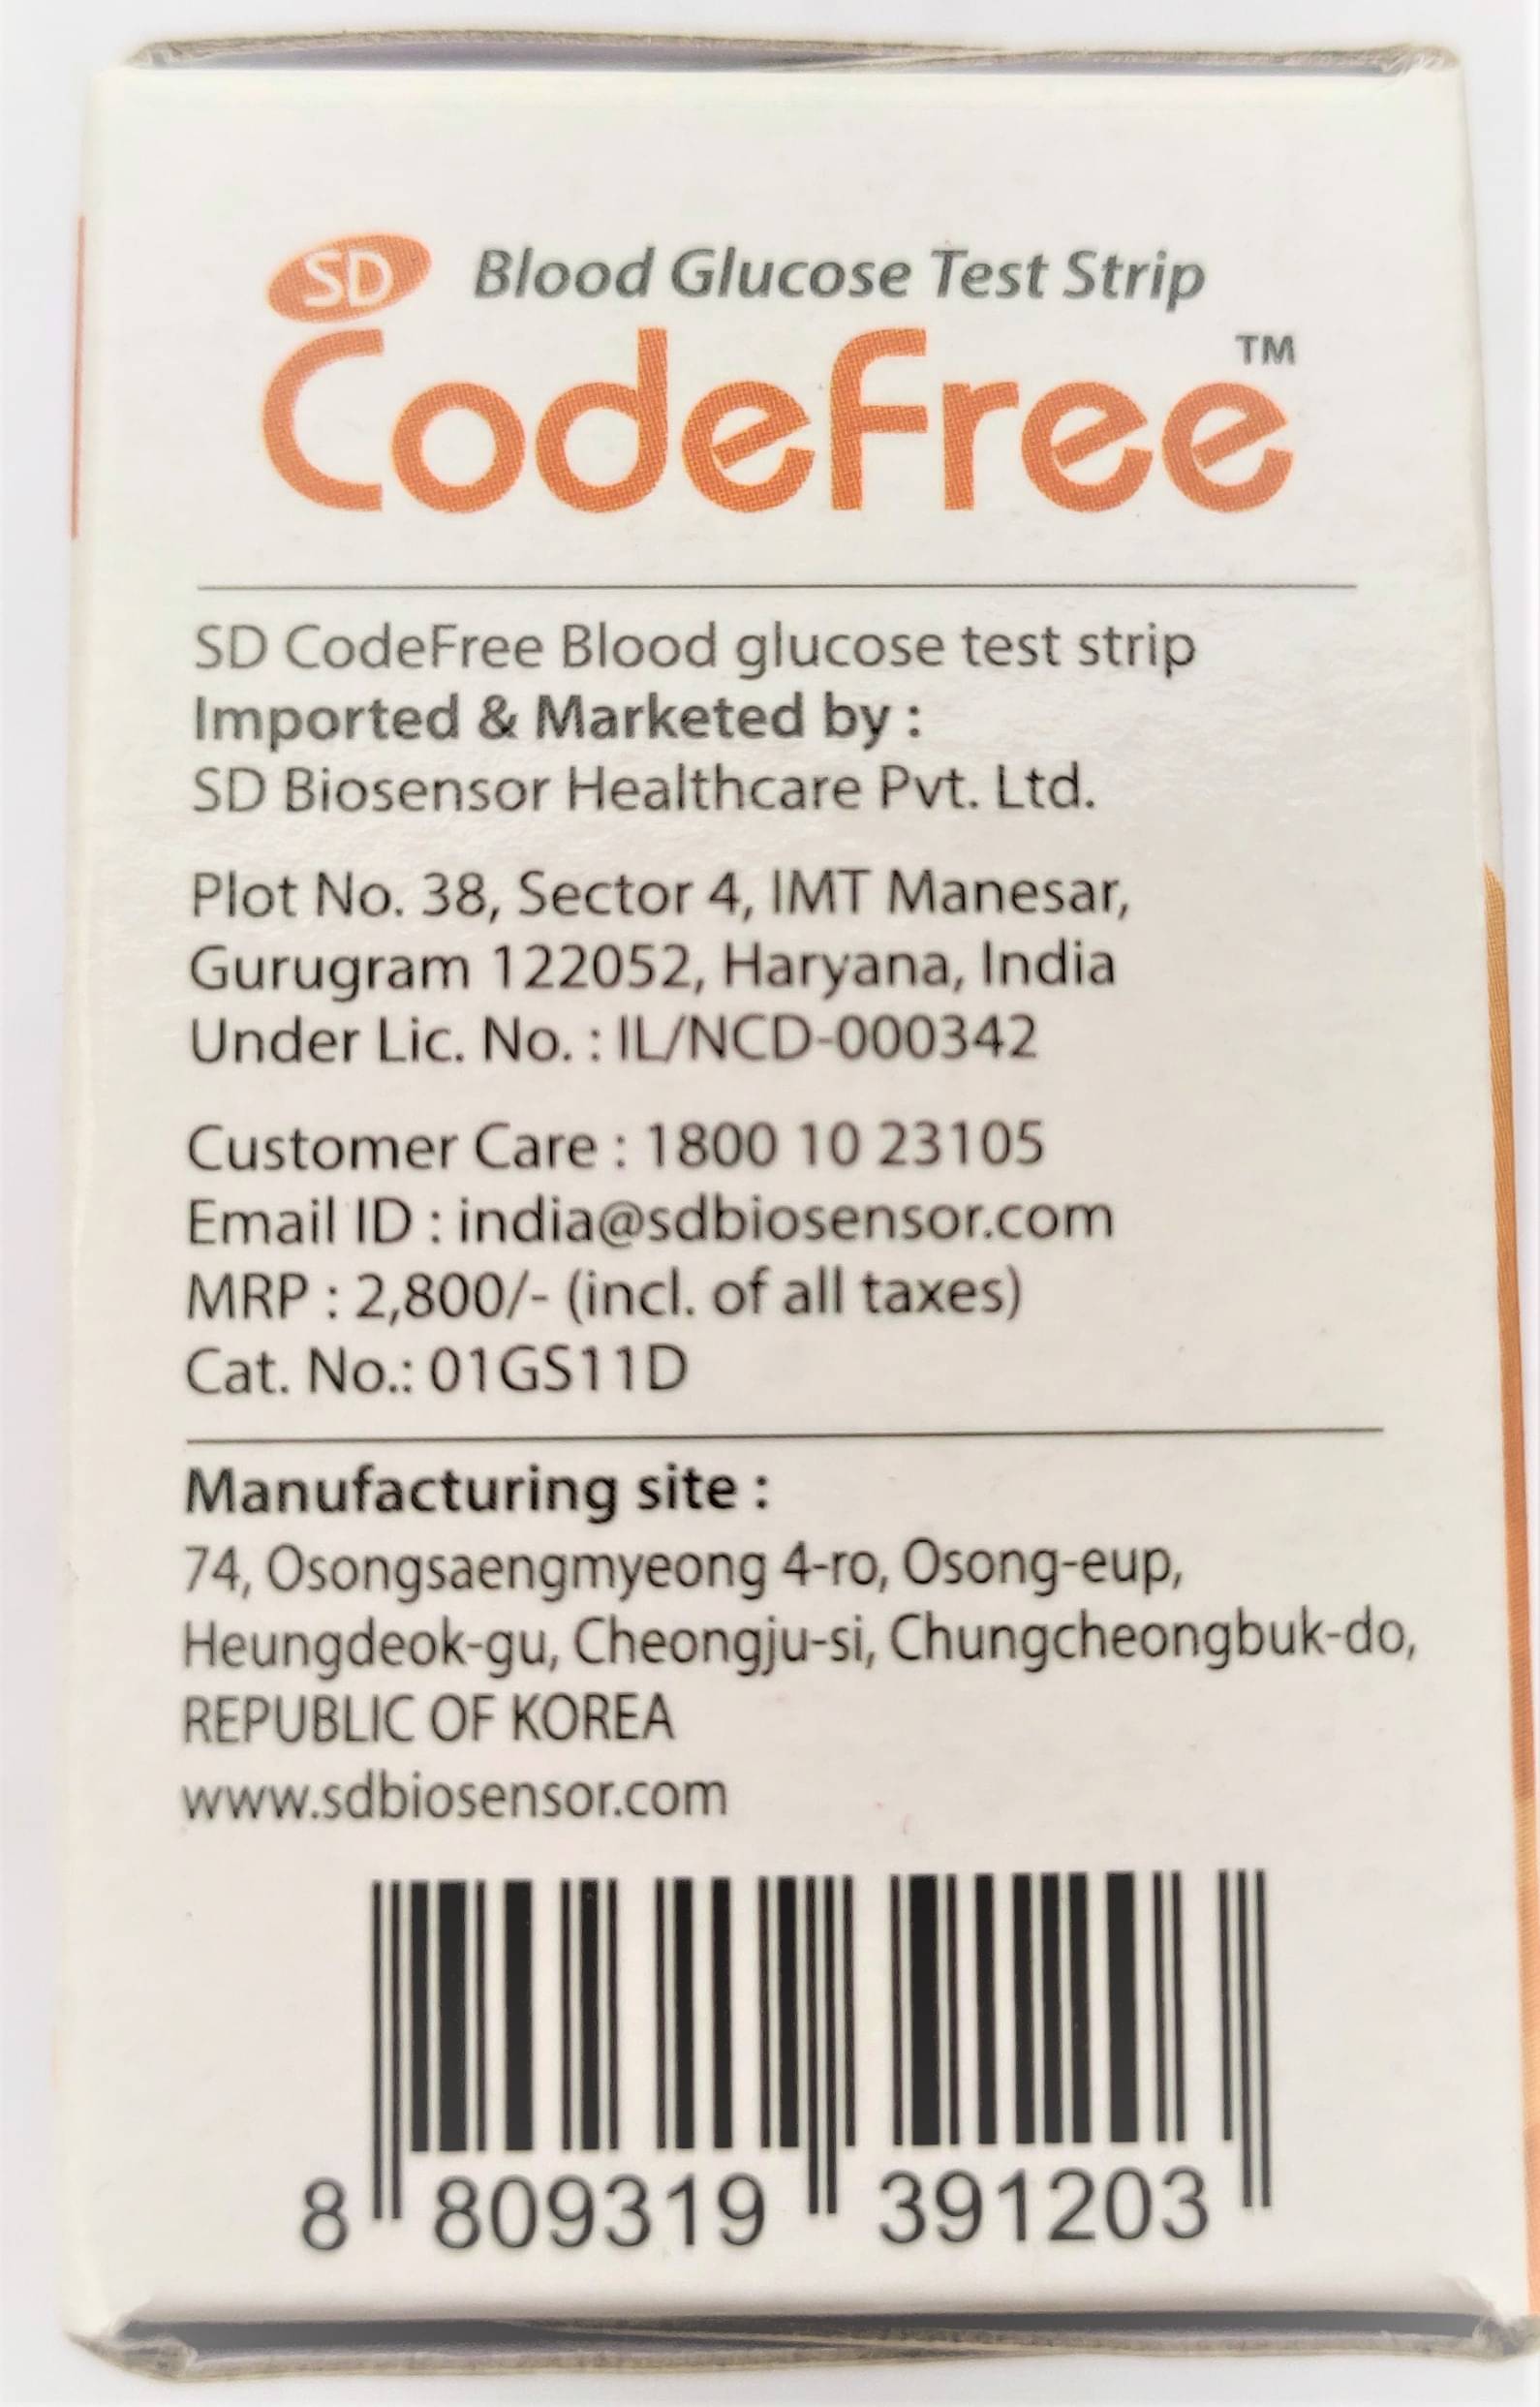 SD Blood Glucose Test Strip
CodeFree™
SD CodeFree Blood glucose test strip
Imported & Marketed by :
SD Biosensor Healthcare Pvt. Ltd.
Plot No. 38, Sector 4, IMT Manesar,
Gurugram 122052, Haryana, India
Under Lic. No. : IL/NCD-000342
Customer Care : 1800 10 23105
Email ID : india@sdbiosensor.com
MRP : 2,800/- (incl. of all taxes)
Cat. No.: 01GS11D
Manufacturing site :
74, Osongsaengmyeong 4-ro, Osong-eup,
Heungdeok-gu, Cheongju-si, Chungcheongbuk-do,
REPUBLIC OF KOREA
www.sdbiosensor.com
8 809319 391203